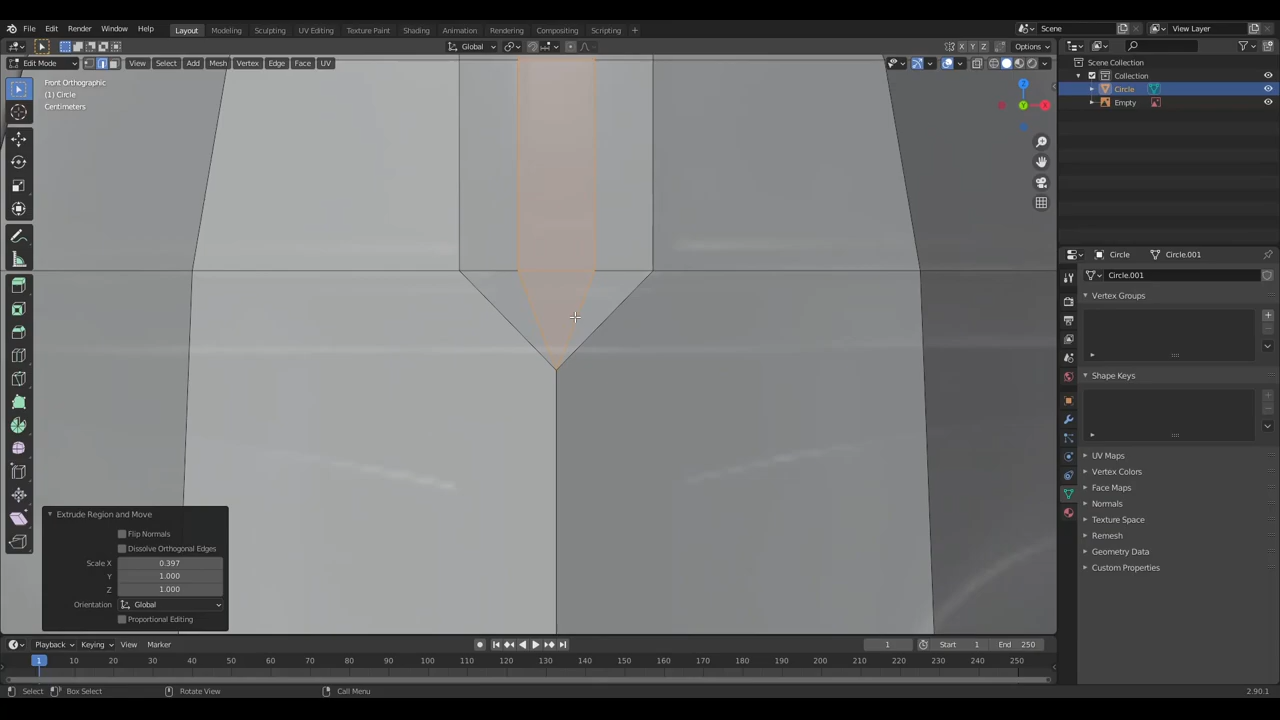 File Edit Render Window Help
Layout Modeling Sculpting UV Editing Texture Paint Shading Animation Rendering Compositing Scripting
Scene
View Layer
Global
X Y Z
Options
Edit Mode
View Select Add Mesh Vertex Edge Face UV
Front Orthographic
(1) Circle
Centimeters
Z
Y
X
Scene Collection
Collection
Circle
Empty
Circle
Circle.001
Circle.001
Vertex Groups
Shape Keys
UV Maps
Vertex Colors
Face Maps
Normals
Texture Space
Remesh
Geometry Data
Custom Properties
Extrude Region and Move
Flip Normals
Dissolve Orthogonal Edges
Scale X 0.397
Y 1.000
Z 1.000
Orientation Global
Proportional Editing
Playback Keying View Marker
1
Start 1
End 250
1 10 20 30 40 50 60 70 80 90 100 110 120 130 140 150 160 170 180 190 200 210 220 230 240 250
Select Box Select Rotate View Call Menu
2.90.1